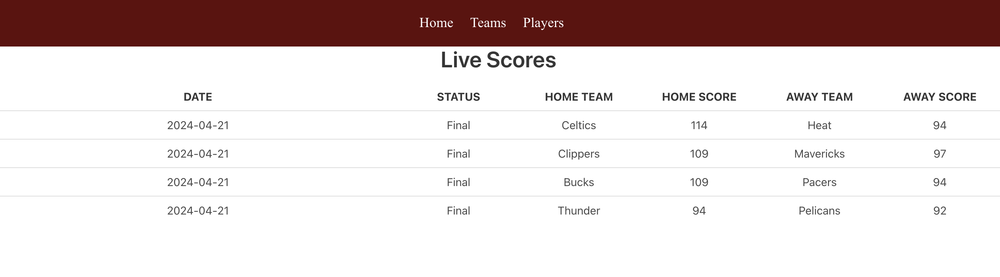 Home Teams Players
Live Scores
DATE STATUS HOME TEAM HOME SCORE AWAY TEAM AWAY SCORE
2024-04-21 Final Celtics 114 Heat 94
2024-04-21 Final Clippers 109 Mavericks 97
2024-04-21 Final Bucks 109 Pacers 94
2024-04-21 Final Thunder 94 Pelicans 92